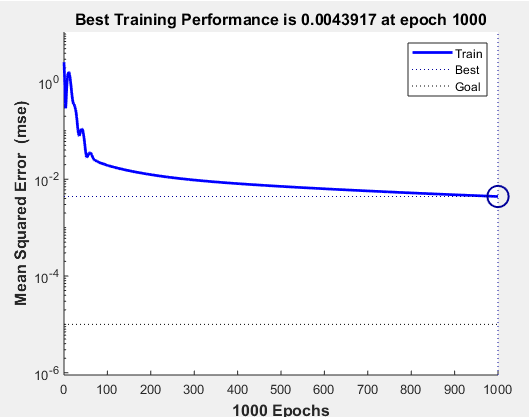 Best Training Performance is 0.0043917 at epoch 1000
Train
Best
Goal
Mean Squared Error (mse)
10^0
10^-2
10^-4
10^-6
0 100 200 300 400 500 600 700 800 900 1000
1000 Epochs